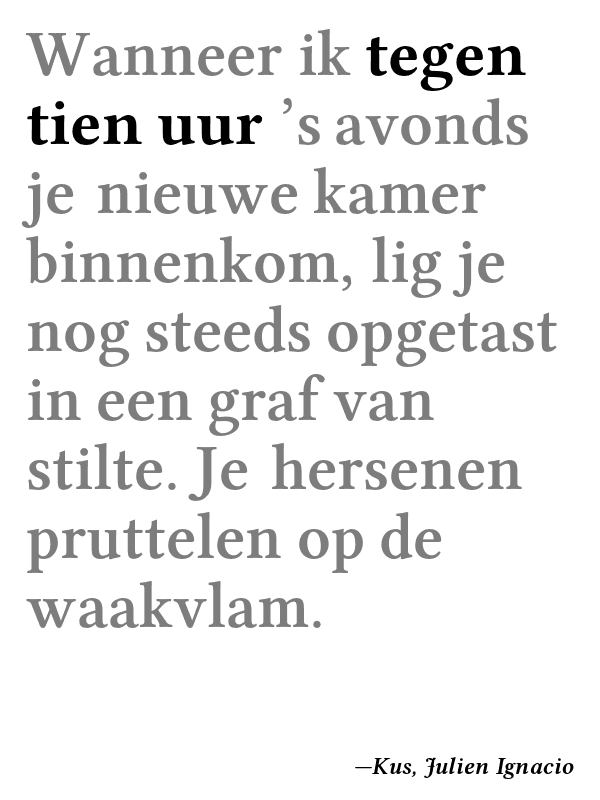 Wanneer ik tegen
tien uur ’s avonds
je nieuwe kamer
binnenkom, lig je
nog steeds opgetast
in een graf van
stilte. Je hersenen
pruttelen op de
waakvlam.
—Kus, Julien Ignacio